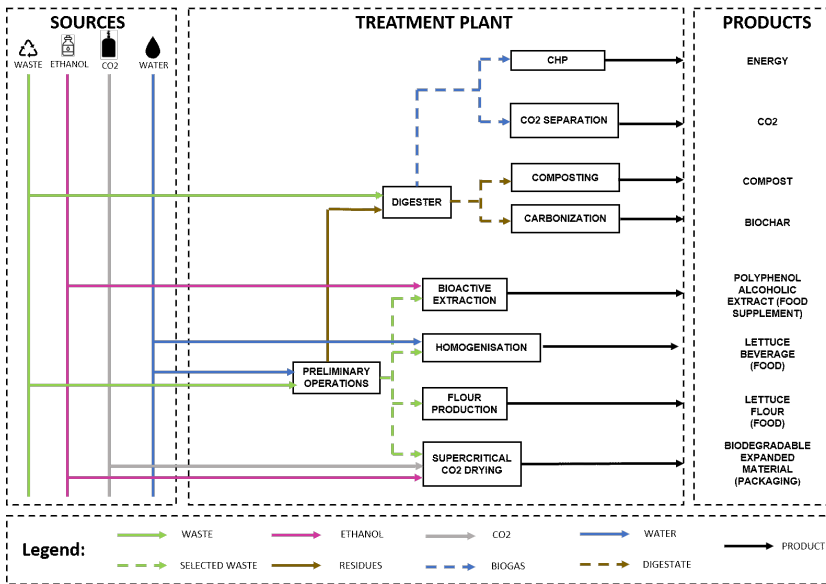 SOURCES
TREATMENT PLANT
PRODUCTS
WASTE
ETHANOL
CO2
WATER
CHP
ENERGY
CO2 SEPARATION
CO2
COMPOSTING
COMPOST
DIGESTER
CARBONIZATION
BIOCHAR
BIOACTIVE
EXTRACTION
POLYPHENOL
ALCOHOLIC
EXTRACT (FOOD
SUPPLEMENT)
HOMOGENISATION
LETTUCE
BEVERAGE
(FOOD)
PRELIMINARY
OPERATIONS
FLOUR
PRODUCTION
LETTUCE
FLOUR
(FOOD)
SUPERCRITICAL
CO2 DRYING
BIODEGRADABLE
EXPANDED
MATERIAL
(PACKAGING)
Legend:
WASTE
ETHANOL
CO2
WATER
PRODUCT
SELECTED WASTE
RESIDUES
BIOGAS
DIGESTATE